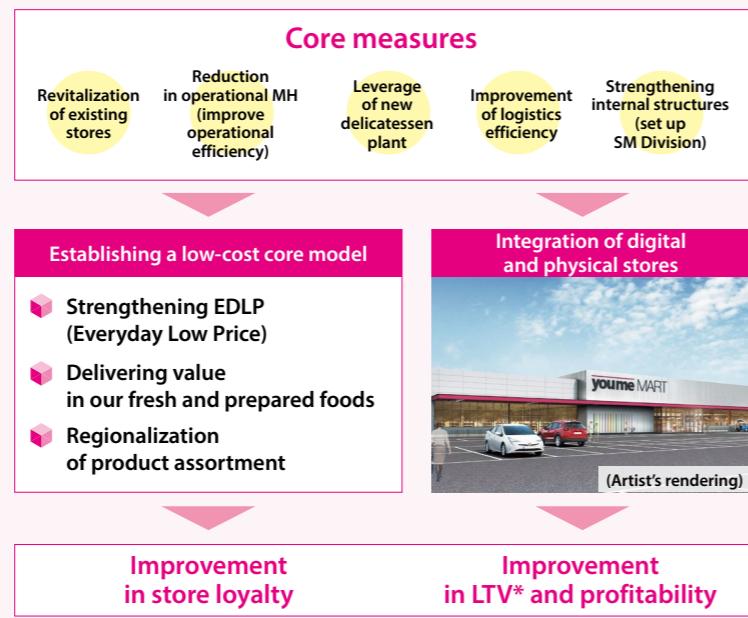 Core measures
Revitalization
of existing
stores
Reduction
in operational MH
(improve
operational
efficiency)
Leverage
of new
delicatessen
plant
Improvement
of logistics
efficiency
Strengthening
internal structures
(set up
SM Division)
Establishing a low-cost core model
Strengthening EDLP
(Everyday Low Price)
Delivering value
in our fresh and prepared foods
Regionalization
of product assortment
Integration of digital
and physical stores
youme MART
(Artist's rendering)
Improvement
in store loyalty
Improvement
in LTV* and profitability